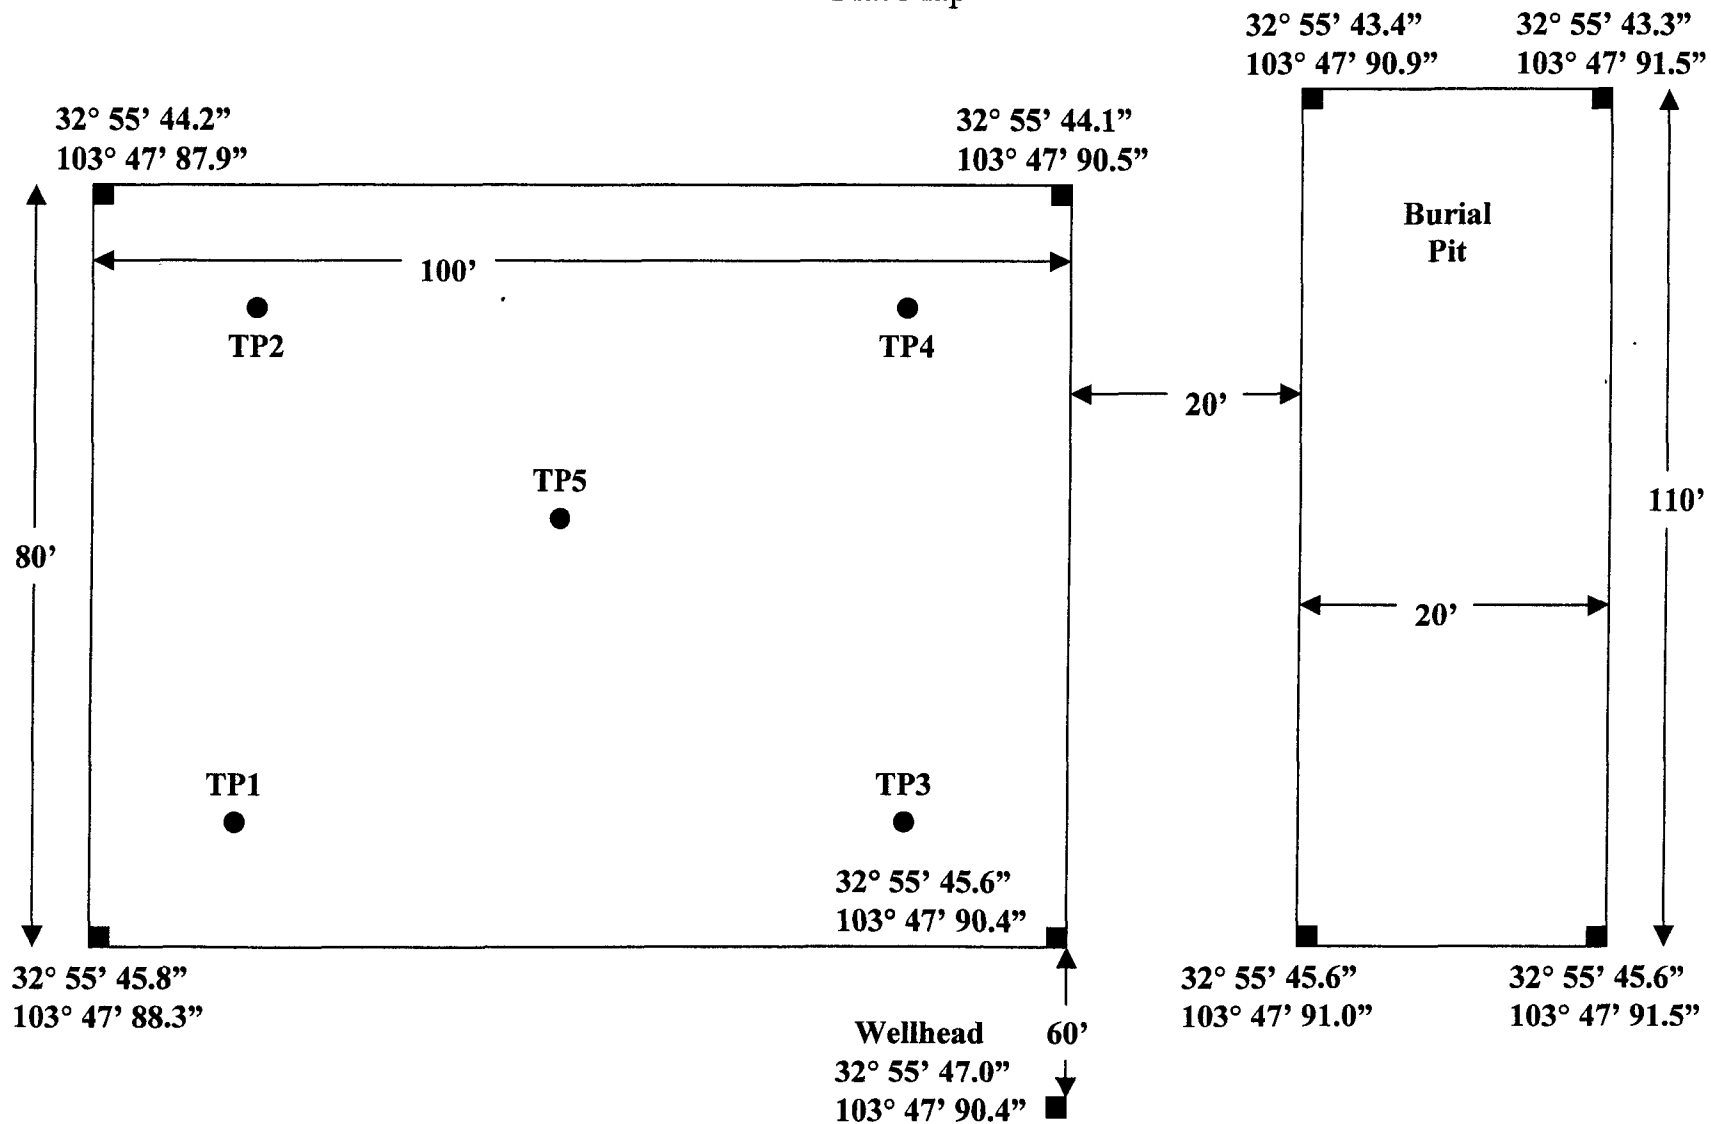 32° 55’ 43.4”
103° 47’ 90.9”
32° 55’ 43.3”
103° 47’ 91.5”
32° 55’ 44.2”
103° 47’ 87.9”
32° 55’ 44.1”
103° 47’ 90.5”
Burial
Pit
100’
TP2
TP4
20’
TP5
110’
80’
20’
TP1
TP3
32° 55’ 45.6”
103° 47’ 90.4”
32° 55’ 45.8”
103° 47’ 88.3”
32° 55’ 45.6”
103° 47’ 91.0”
32° 55’ 45.6”
103° 47’ 91.5”
Wellhead
60’
32° 55’ 47.0”
103° 47’ 90.4”